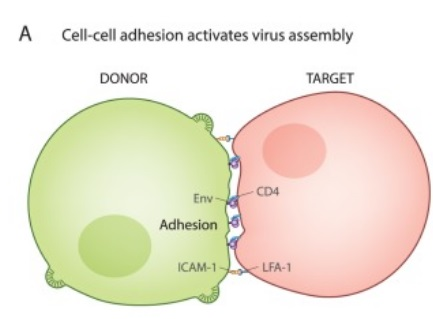 A Cell-cell adhesion activates virus assembly
DONOR TARGET
Env CD4
Adhesion
ICAM-1 LFA-1